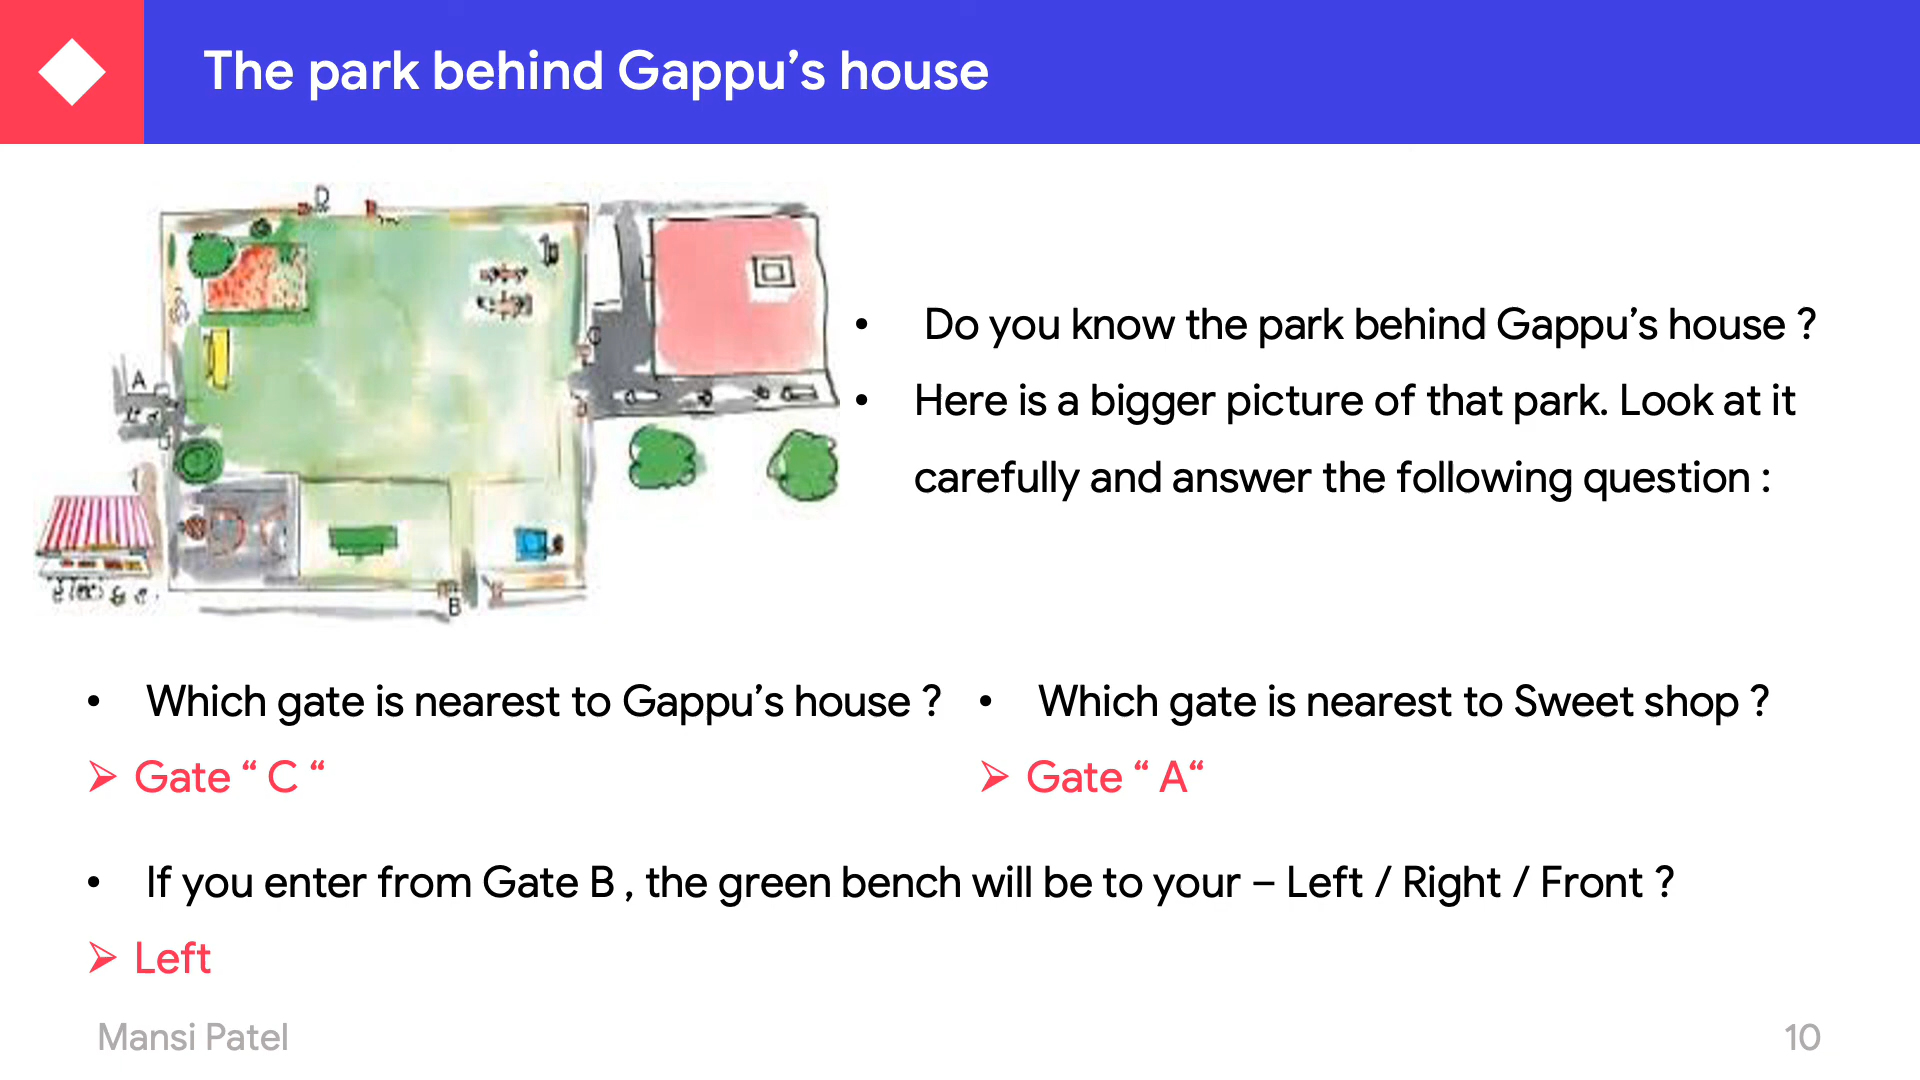 The park behind Gappu’s house
D
C
A
B
• Do you know the park behind Gappu’s house ?
• Here is a bigger picture of that park. Look at it
carefully and answer the following question :
• Which gate is nearest to Gappu’s house ?
➢ Gate “ C “
• Which gate is nearest to Sweet shop ?
➢ Gate “ A“
• If you enter from Gate B , the green bench will be to your – Left / Right / Front ?
➢ Left
Mansi Patel
10